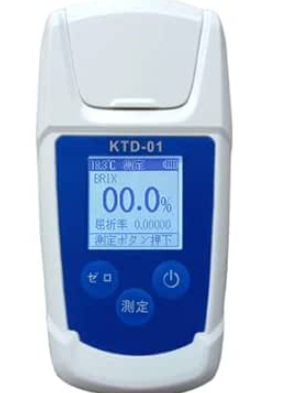 KTD-01
18.3℃ 測定
BRIX
00.0%
屈折率 0.00000
測定ボタン押下
ゼロ
測定